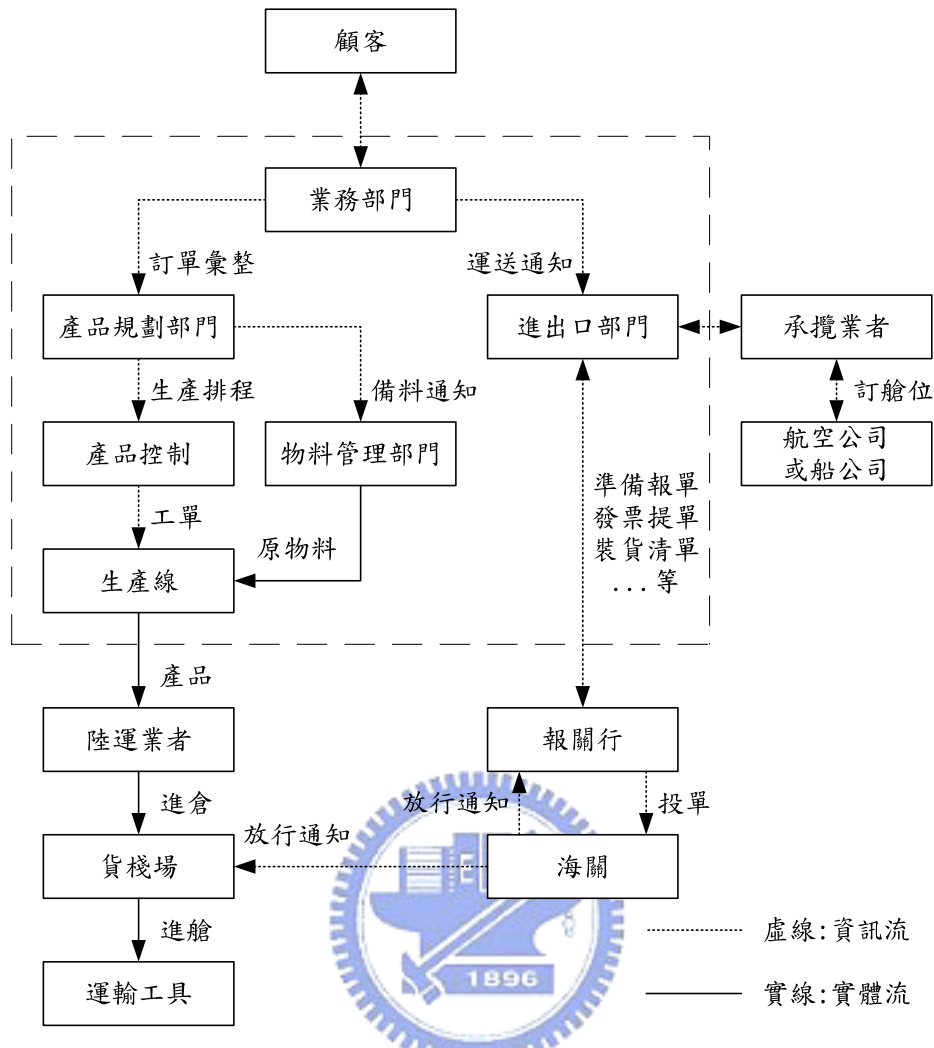 顧客
業務部門
訂單彙整
運送通知
產品規劃部門
進出口部門
承攬業者
生產排程
備料通知
訂艙位
產品控制
物料管理部門
航空公司
或船公司
準備報單
發票提單
裝貨清單
...等
工單
原物料
生產線
產品
陸運業者
報關行
進倉
放行通知
投單
放行通知
貨棧場
海關
進艙
虛線:資訊流
1896
運輸工具
實線:實體流